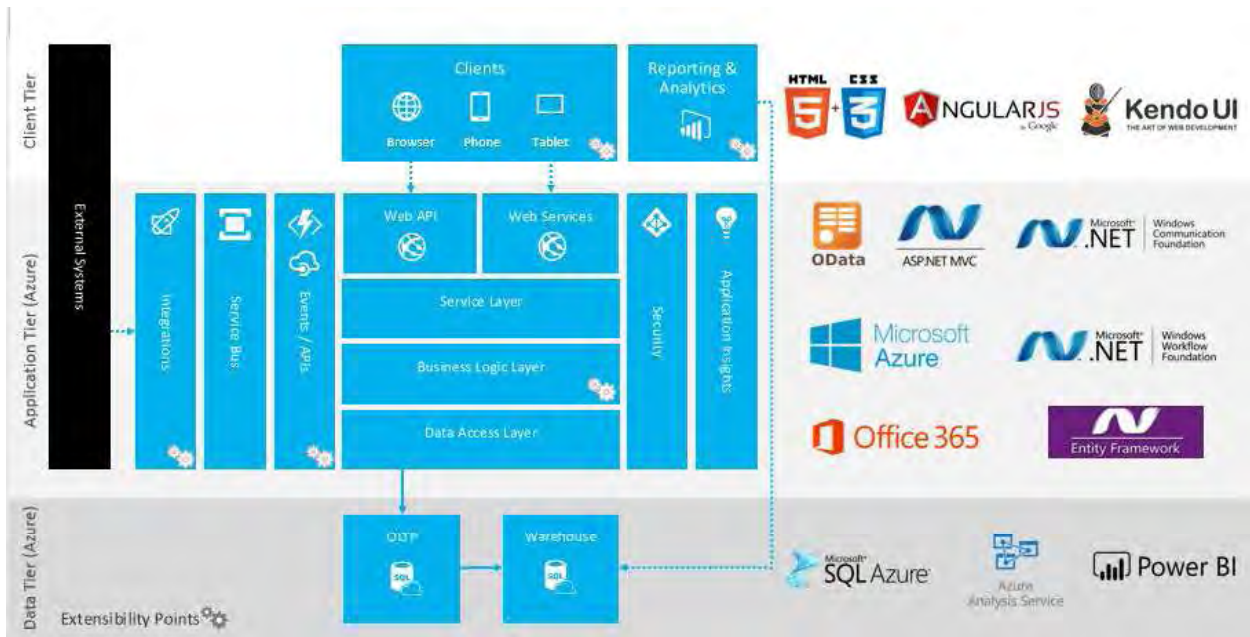 Client Tier
Clients
Browser
Phone
Tablet
Reporting &
Analytics
HTML
5
+
CSS
3
ANGULARJS
by Google
Kendo UI
THE ART OF WEB DEVELOPMENT
Application Tier (Azure)
External Systems
Integrations
Service Bus
Events / APIs
Web API
Web Services
Service Layer
Business Logic Layer
Data Access Layer
Security
Application Insights
OData
ASP.NET MVC
Microsoft
.NET
Windows
Communication
Foundation
Microsoft
Azure
Microsoft
.NET
Windows
Workflow
Foundation
Office 365
Entity Framework
Data Tier (Azure)
OLTP
SQL
Warehouse
SQL
Microsoft
SQL Azure
Azure
Analysis Service
Power BI
Extensibility Points